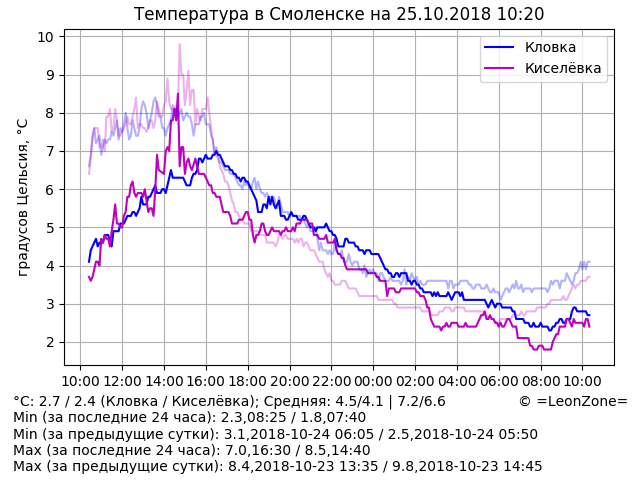 Температура в Смоленске на 25.10.2018 10:20
градусов Цельсия, °C
10
9
8
7
6
5
4
3
2
Кловка
Киселёвка
10:00 12:00 14:00 16:00 18:00 20:00 22:00 00:00 02:00 04:00 06:00 08:00 10:00
°C: 2.7 / 2.4 (Кловка / Киселёвка); Средняя: 4.5/4.1 | 7.2/6.6 © =LeonZone=
Min (за последние 24 часа): 2.3,08:25 / 1.8,07:40
Min (за предыдущие сутки): 3.1,2018-10-24 06:05 / 2.5,2018-10-24 05:50
Max (за последние 24 часа): 7.0,16:30 / 8.5,14:40
Max (за предыдущие сутки): 8.4,2018-10-23 13:35 / 9.8,2018-10-23 14:45